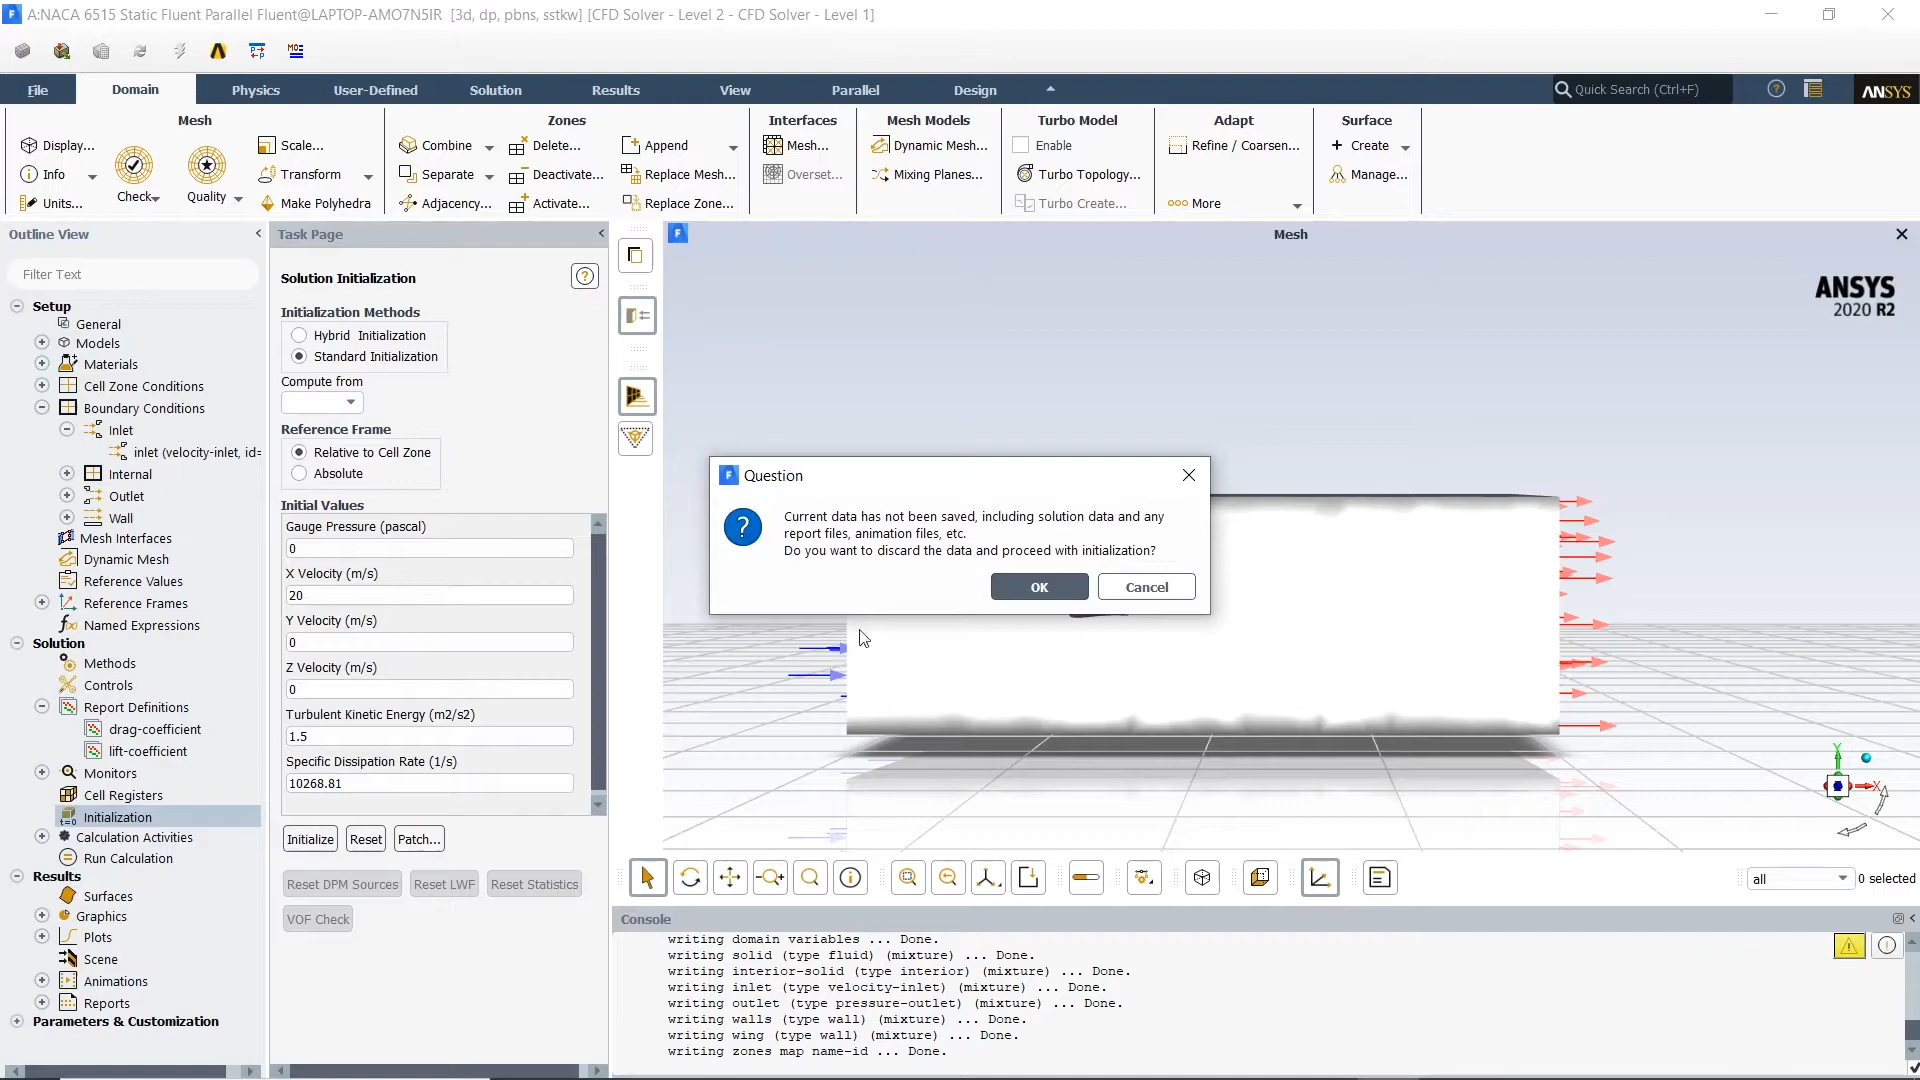 A:NACA 6515 Static Fluent Parallel Fluent@LAPTOP-AMO7N5IR [3d, dp, pbns, sstkw] [CFD Solver - Level 2 - CFD Solver - Level 1]
File
Domain
Physics
User-Defined
Solution
Results
View
Parallel
Design
Quick Search (Ctrl+F)
ANSYS
Mesh
Display...
Info
Units...
Check
Quality
Scale...
Transform
Make Polyhedra
Zones
Combine
Separate
Adjacency...
Delete...
Deactivate...
Activate...
Append
Replace Mesh...
Replace Zone...
Interfaces
Mesh...
Overset...
Mesh Models
Dynamic Mesh...
Mixing Planes...
Turbo Model
Enable
Turbo Topology...
Turbo Create...
Adapt
Refine / Coarsen...
More
Surface
Create
Manage...
Outline View
Filter Text
Setup
General
Models
Materials
Cell Zone Conditions
Boundary Conditions
Inlet
inlet (velocity-inlet, id=
Internal
Outlet
Wall
Mesh Interfaces
Dynamic Mesh
Reference Values
Reference Frames
Named Expressions
Solution
Methods
Controls
Report Definitions
drag-coefficient
lift-coefficient
Monitors
Cell Registers
Initialization
Calculation Activities
Run Calculation
Results
Surfaces
Graphics
Plots
Scene
Animations
Reports
Parameters & Customization
Task Page
Solution Initialization
Initialization Methods
Hybrid Initialization
Standard Initialization
Compute from
Reference Frame
Relative to Cell Zone
Absolute
Initial Values
Gauge Pressure (pascal)
0
X Velocity (m/s)
20
Y Velocity (m/s)
0
Z Velocity (m/s)
0
Turbulent Kinetic Energy (m2/s2)
1.5
Specific Dissipation Rate (1/s)
10268.81
Initialize
Reset
Patch...
Reset DPM Sources
Reset LWF
Reset Statistics
VOF Check
Mesh
ANSYS
2020 R2
Question
Current data has not been saved, including solution data and any
report files, animation files, etc.
Do you want to discard the data and proceed with initialization?
OK
Cancel
Y
X
all
0 selected
Console
writing domain variables ... Done.
writing solid (type fluid) (mixture) ... Done.
writing interior-solid (type interior) (mixture) ... Done.
writing inlet (type velocity-inlet) (mixture) ... Done.
writing outlet (type pressure-outlet) (mixture) ... Done.
writing walls (type wall) (mixture) ... Done.
writing wing (type wall) (mixture) ... Done.
writing zones map name-id ... Done.